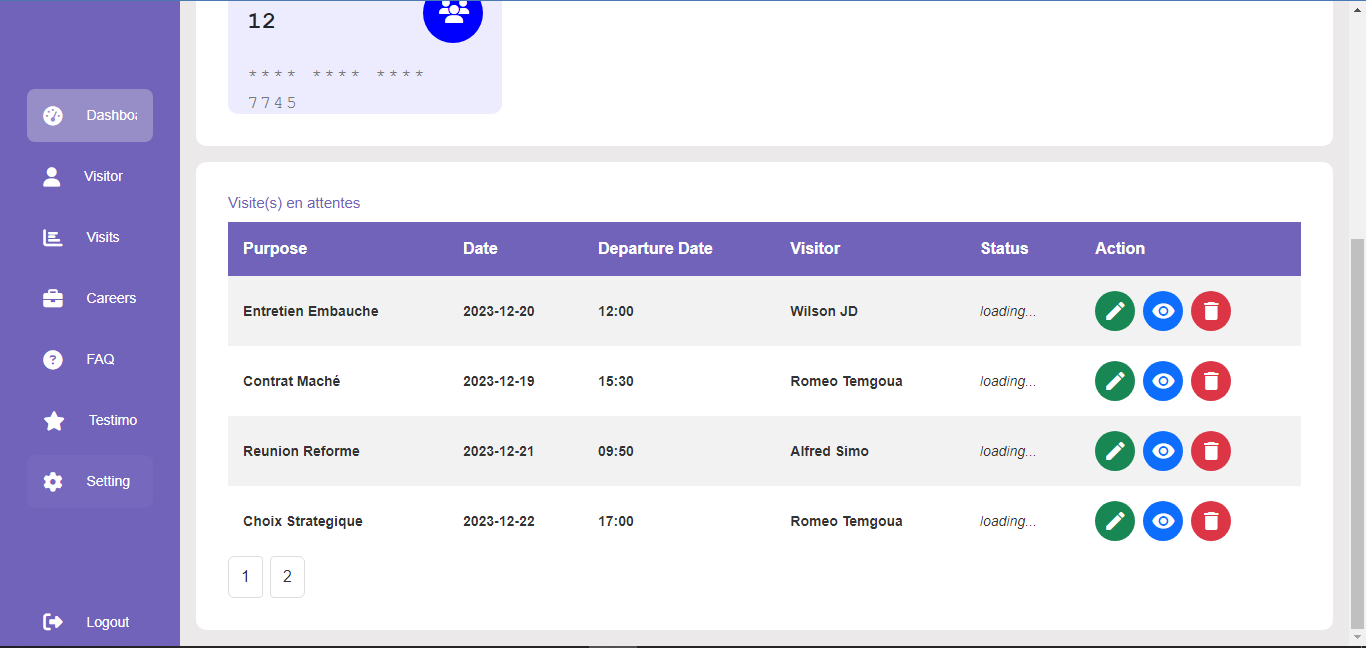 12
**** **** ****
7745
Dashboa
Visitor
Visits
Careers
FAQ
Testimo
Setting
Logout
Visite(s) en attentes
Purpose Date Departure Date Visitor Status Action
Entretien Embauche 2023-12-20 12:00 Wilson JD loading...
Contrat Maché 2023-12-19 15:30 Romeo Temgoua loading...
Reunion Reforme 2023-12-21 09:50 Alfred Simo loading...
Choix Strategique 2023-12-22 17:00 Romeo Temgoua loading...
1 2